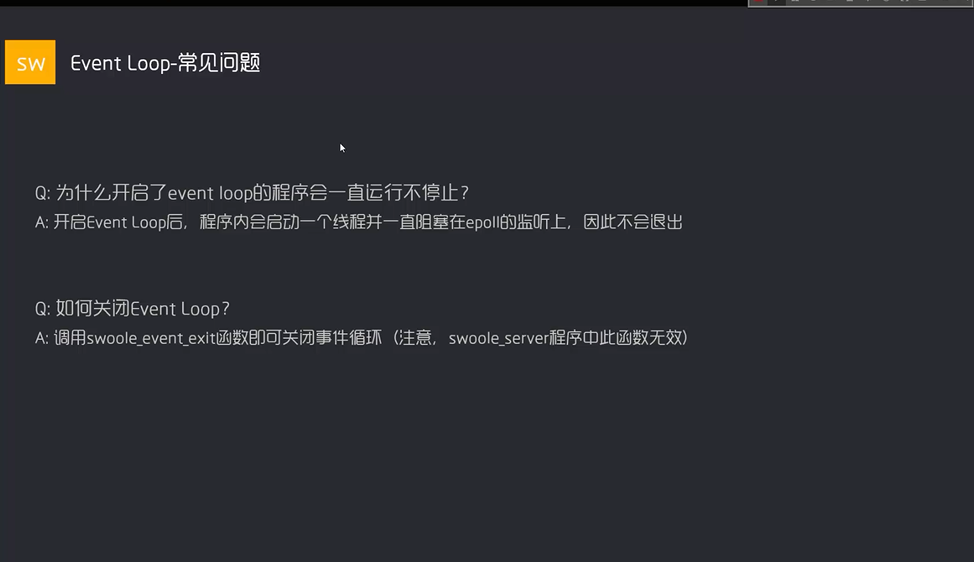 SW
Event Loop-常见问题
Q: 为什么开启了event loop的程序会一直运行不停止?
A: 开启Event Loop后, 程序内会启动一个线程并一直阻塞在epoll的监听上, 因此不会退出
Q: 如何关闭Event Loop?
A: 调用swoole_event_exit函数即可关闭事件循环 (注意, swoole_server程序中此函数无效)